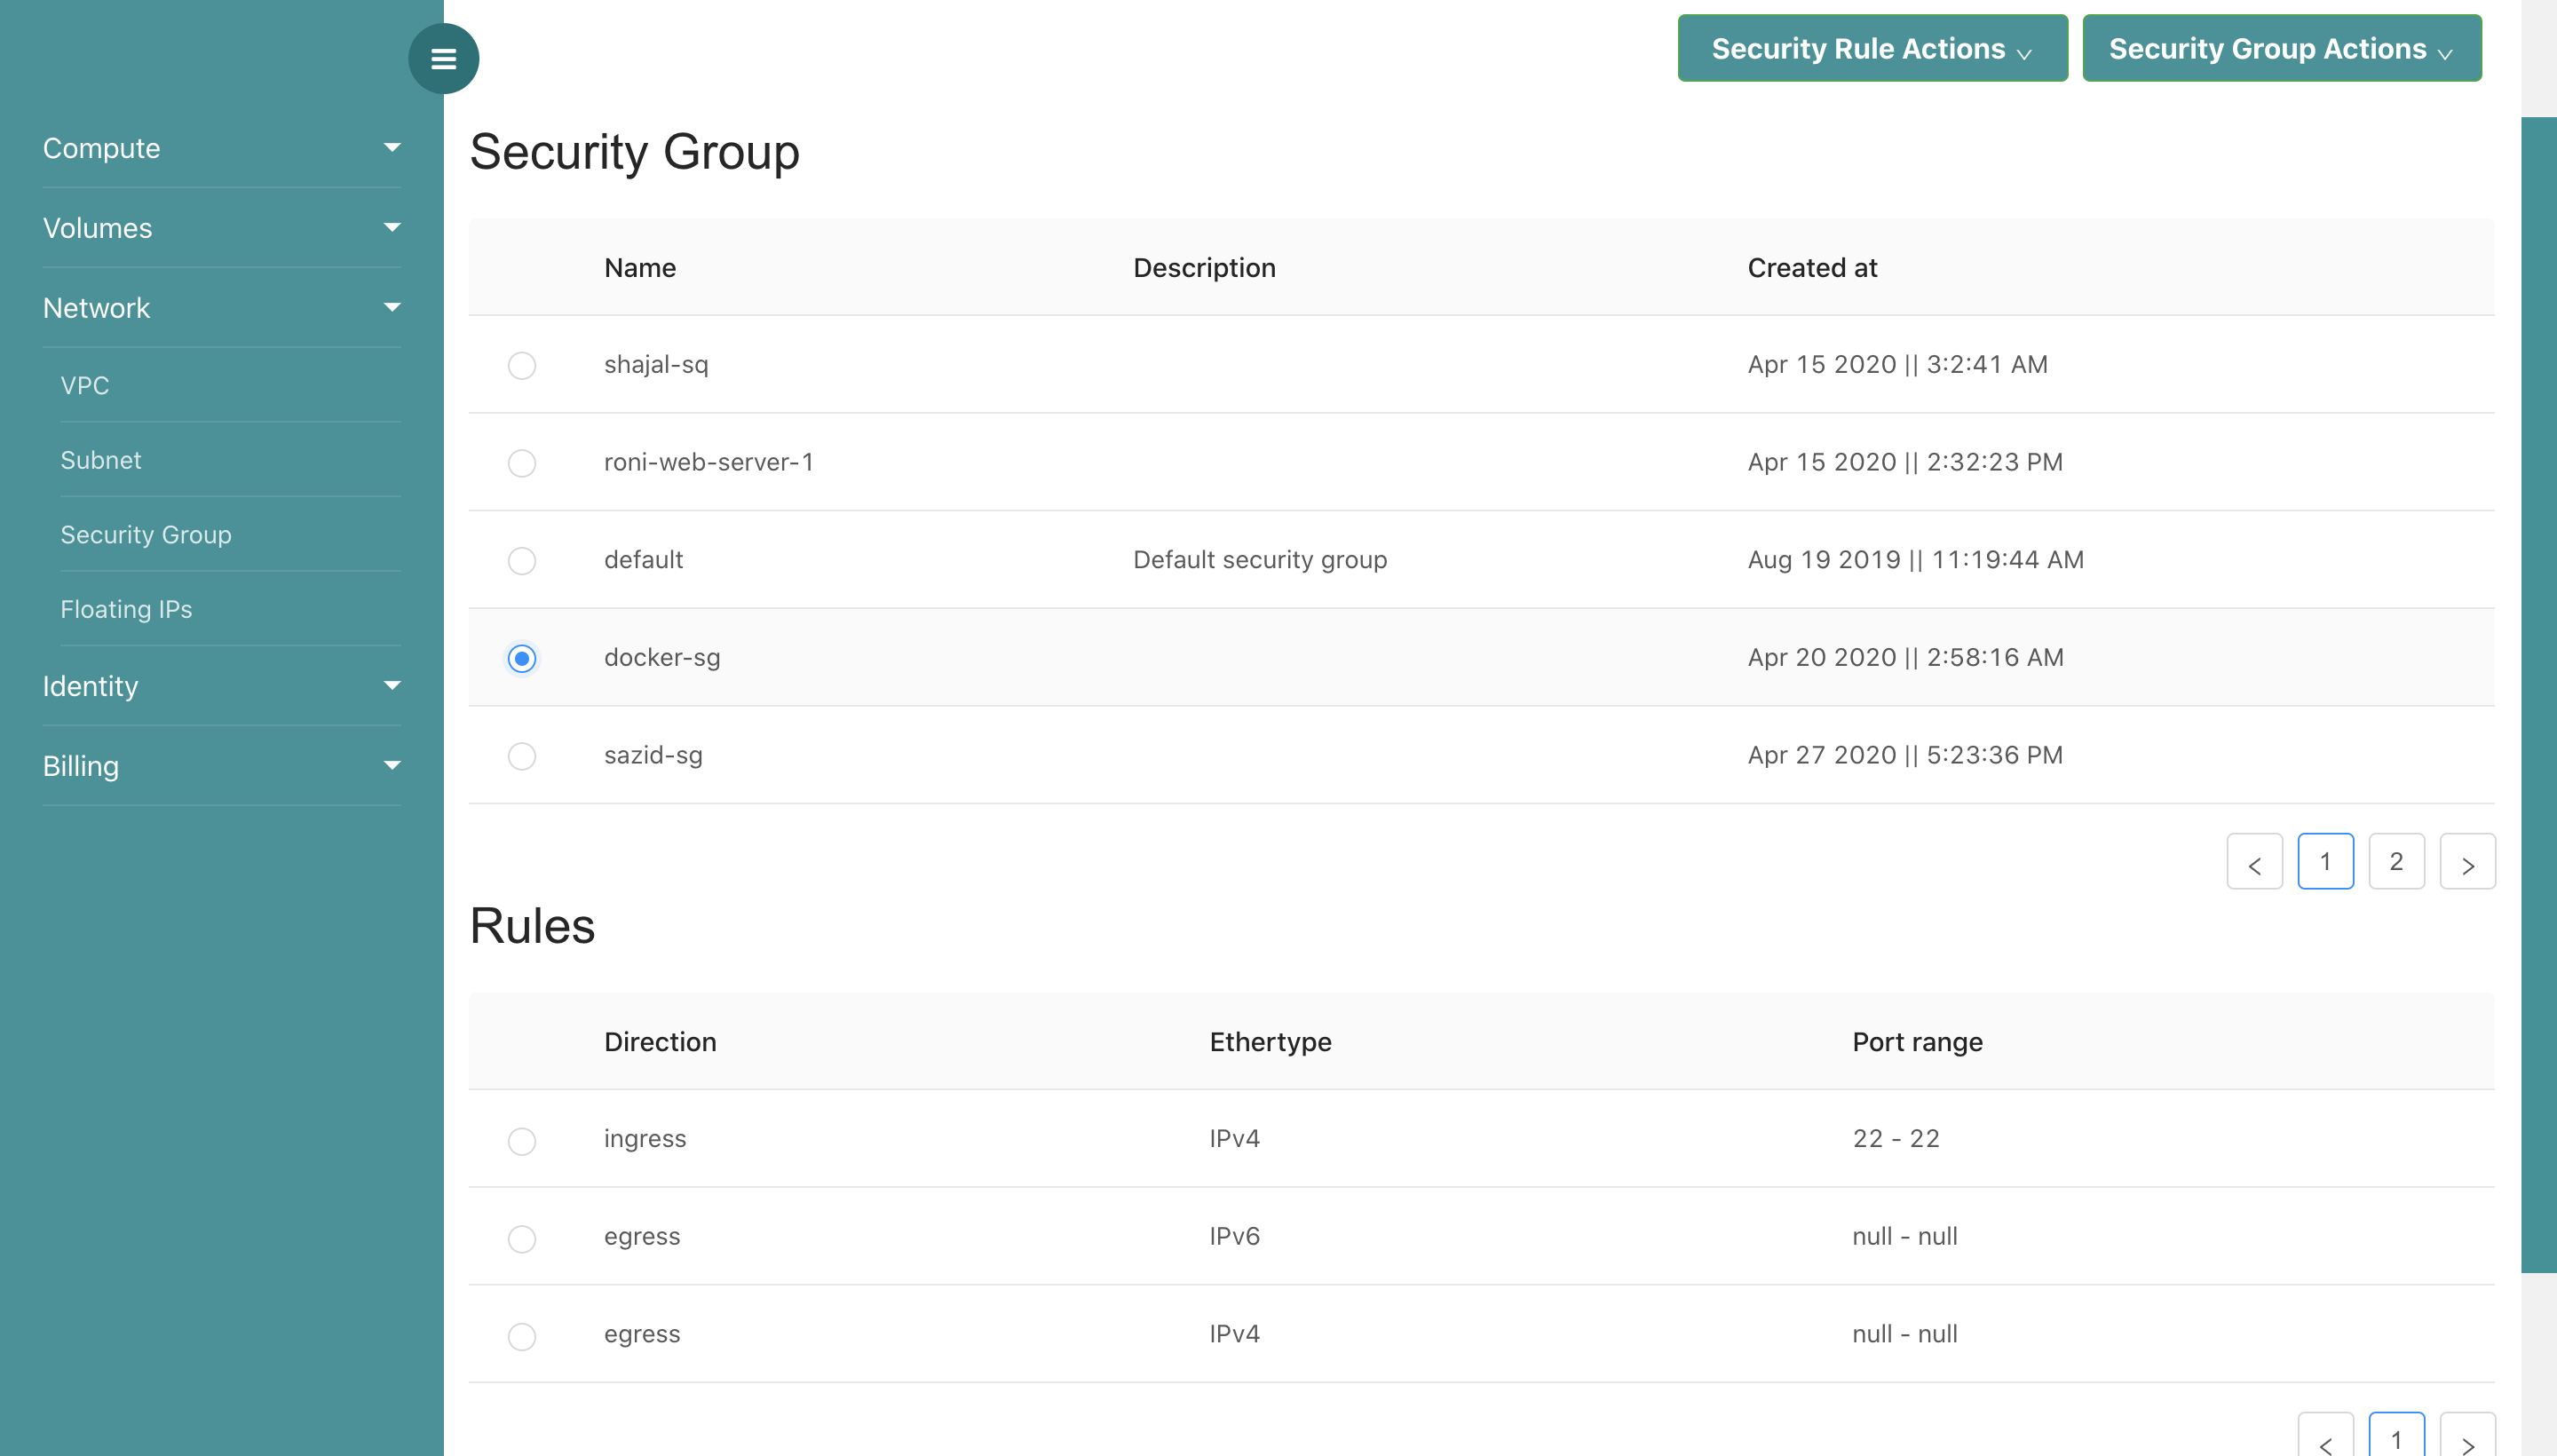 Security Rule Actions
Security Group Actions
Compute
Volumes
Network
VPC
Subnet
Security Group
Floating IPs
Identity
Billing
Security Group
Name Description Created at
shajal-sq Apr 15 2020 || 3:2:41 AM
roni-web-server-1 Apr 15 2020 || 2:32:23 PM
default Default security group Aug 19 2019 || 11:19:44 AM
docker-sg Apr 20 2020 || 2:58:16 AM
sazid-sg Apr 27 2020 || 5:23:36 PM
< 1 2 >
Rules
Direction Ethertype Port range
ingress IPv4 22 - 22
egress IPv6 null - null
egress IPv4 null - null
< 1 >